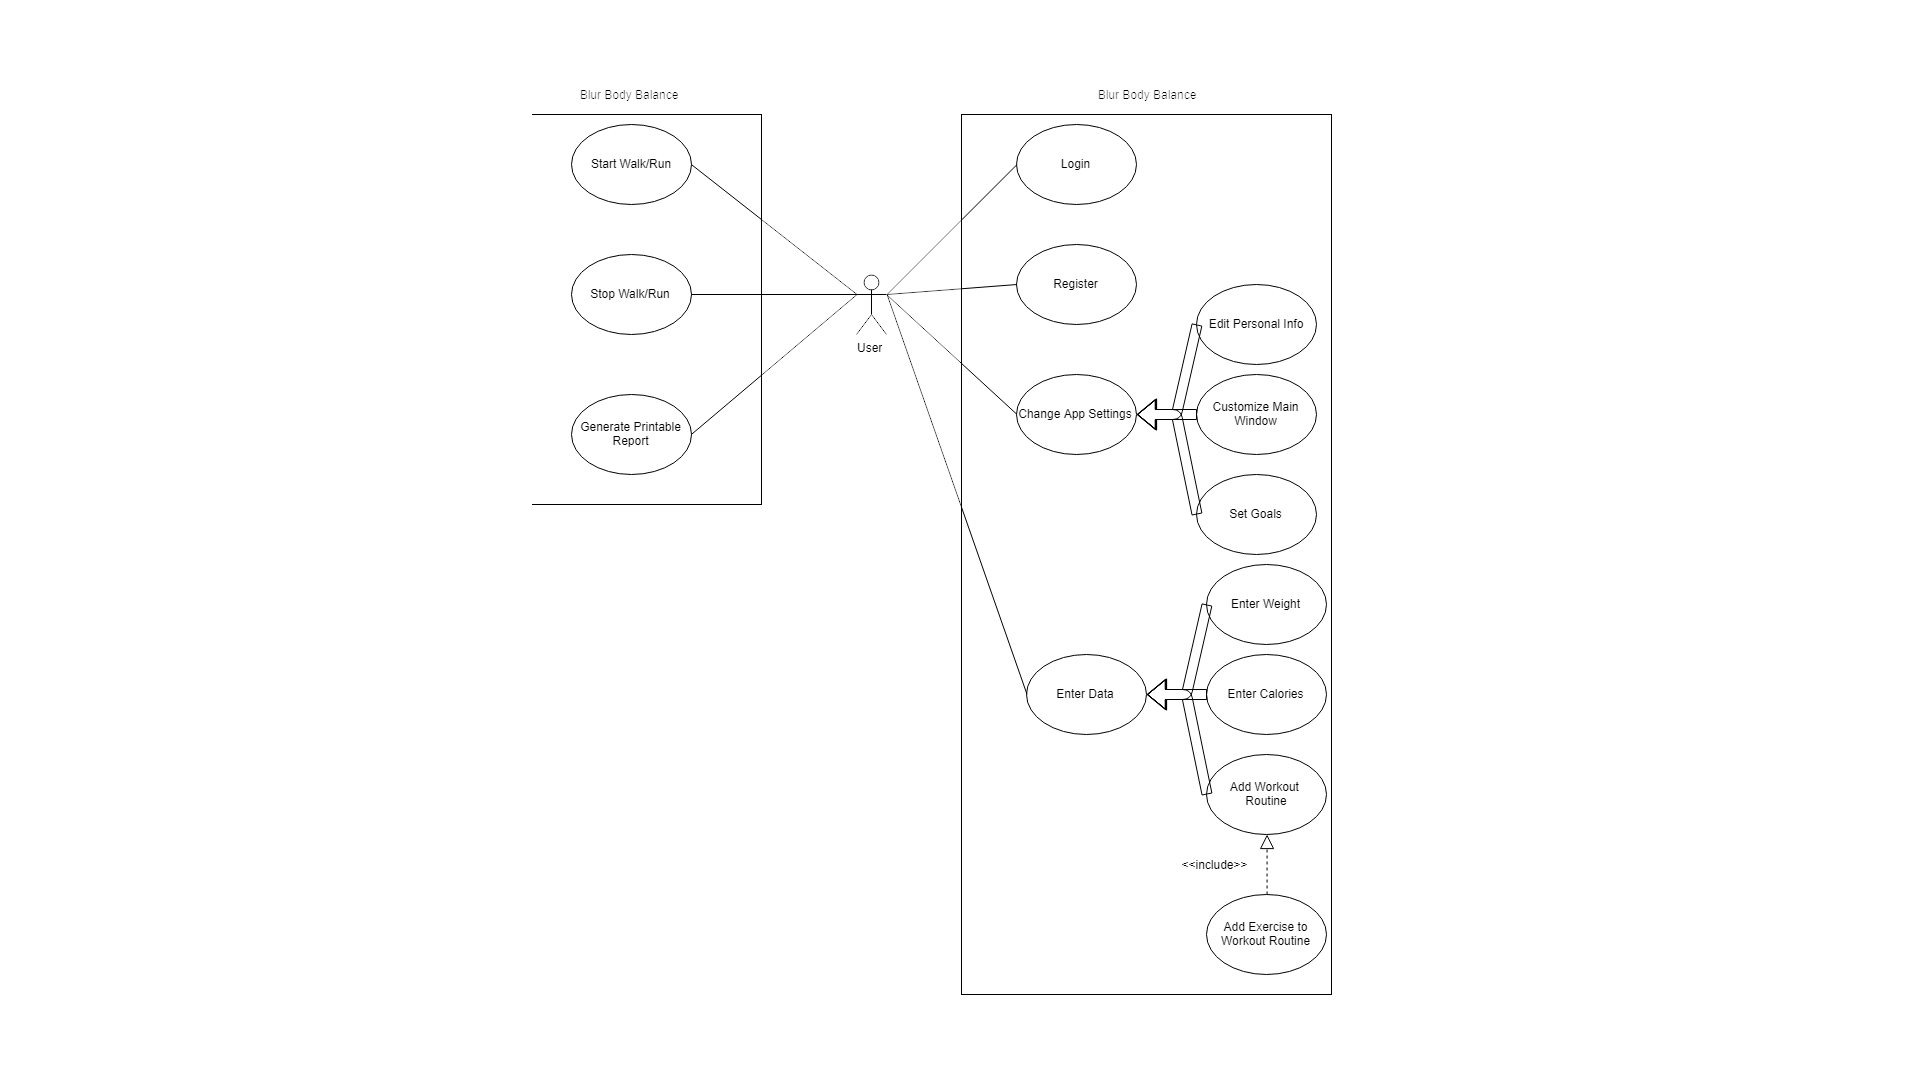 Blur Body Balance
Start Walk/Run
Stop Walk/Run
Generate Printable
Report
User
Blur Body Balance
Login
Register
Change App Settings
Edit Personal Info
Customize Main
Window
Set Goals
Enter Data
Enter Weight
Enter Calories
Add Workout
Routine
<<include>>
Add Exercise to
Workout Routine